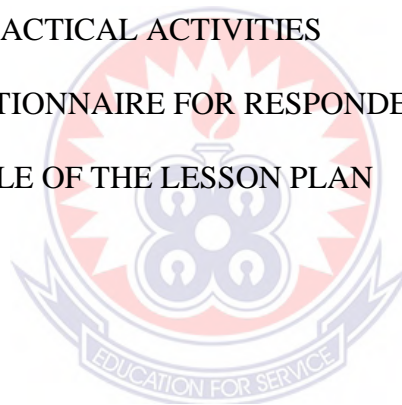 ACTICAL ACTIVITIES
TIONNAIRE FOR RESPONDE
LE OF THE LESSON PLAN
EDUCATION FOR SERVICE